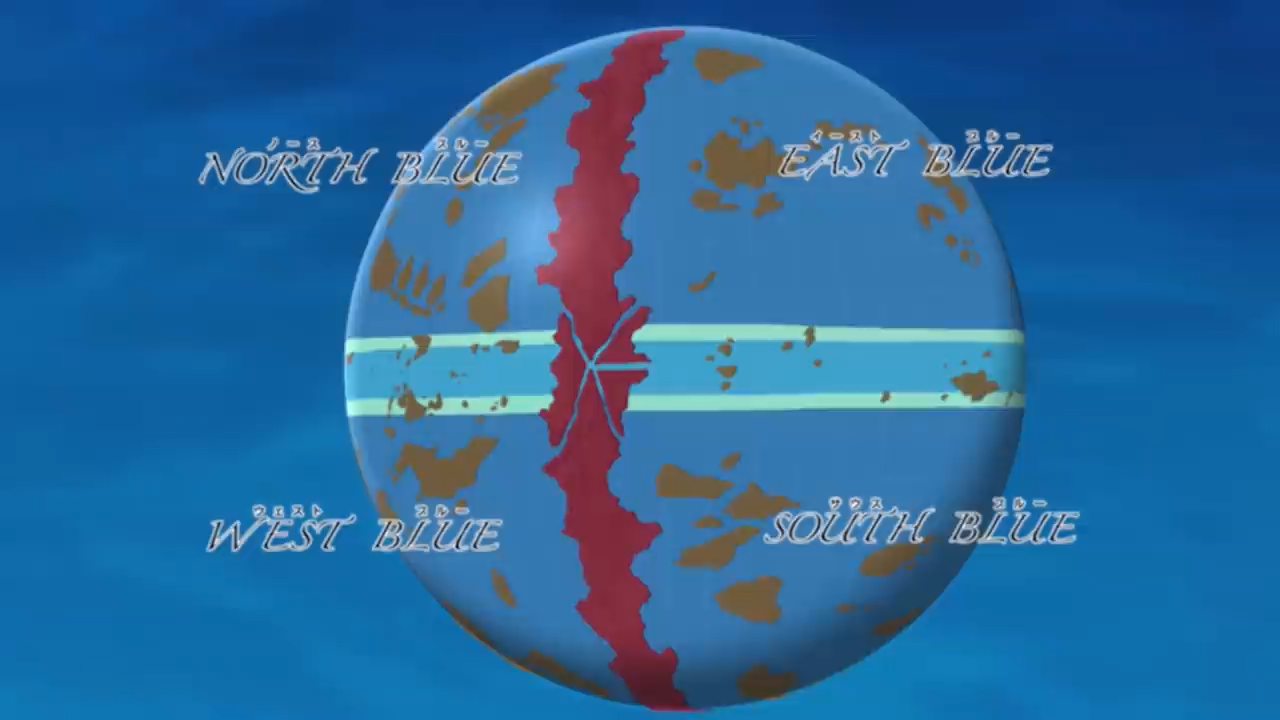 ノース ブルー
NORTH BLUE
イースト ブルー
EAST BLUE
ウェスト ブルー
WEST BLUE
サウス ブルー
SOUTH BLUE